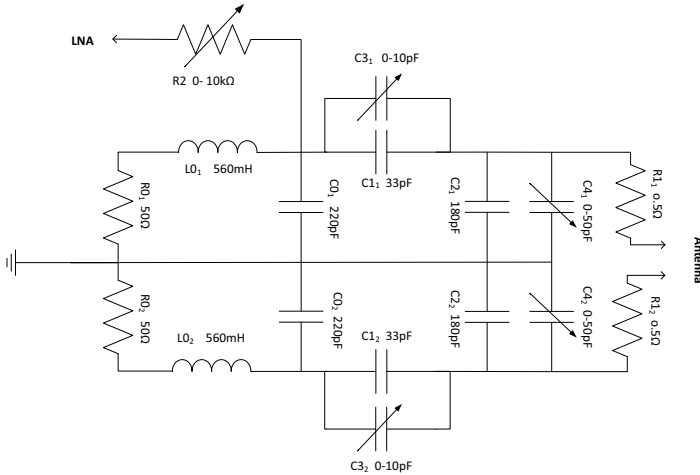 LNA
R2 0-10kΩ
C3₁ 0-10pF
L0₁ 560mH
C1₁ 33pF
R0₁ 50Ω
C0₁ 220pF
C2₁ 180pF
C4₁ 0-50pF
R1₁ o.5Ω
Antenna
R0₂ 50Ω
L0₂ 560mH
C0₂ 220pF
C1₂ 33pF
C2₂ 180pF
C4₂ 0-50pF
R1₂ o.5Ω
C3₂ 0-10pF